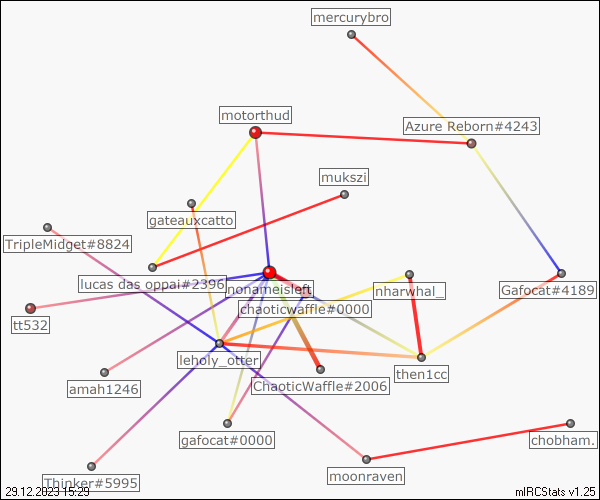 mercurybro
motorthud
Azure Reborn#4243
mukszi
gateauxcatto
TripleMidget#8824
lucas das oppai#2396
nonameisleft
nharwhal_
Gafocat#4189
chaoticwaffle#0000
tt532
leholy_otter
then1cc
amah1246
ChaoticWaffle#2006
gafocat#0000
chobham.
moonraven
Thinker#5995
29.12.2023 15:29
mIRCStats v1.25